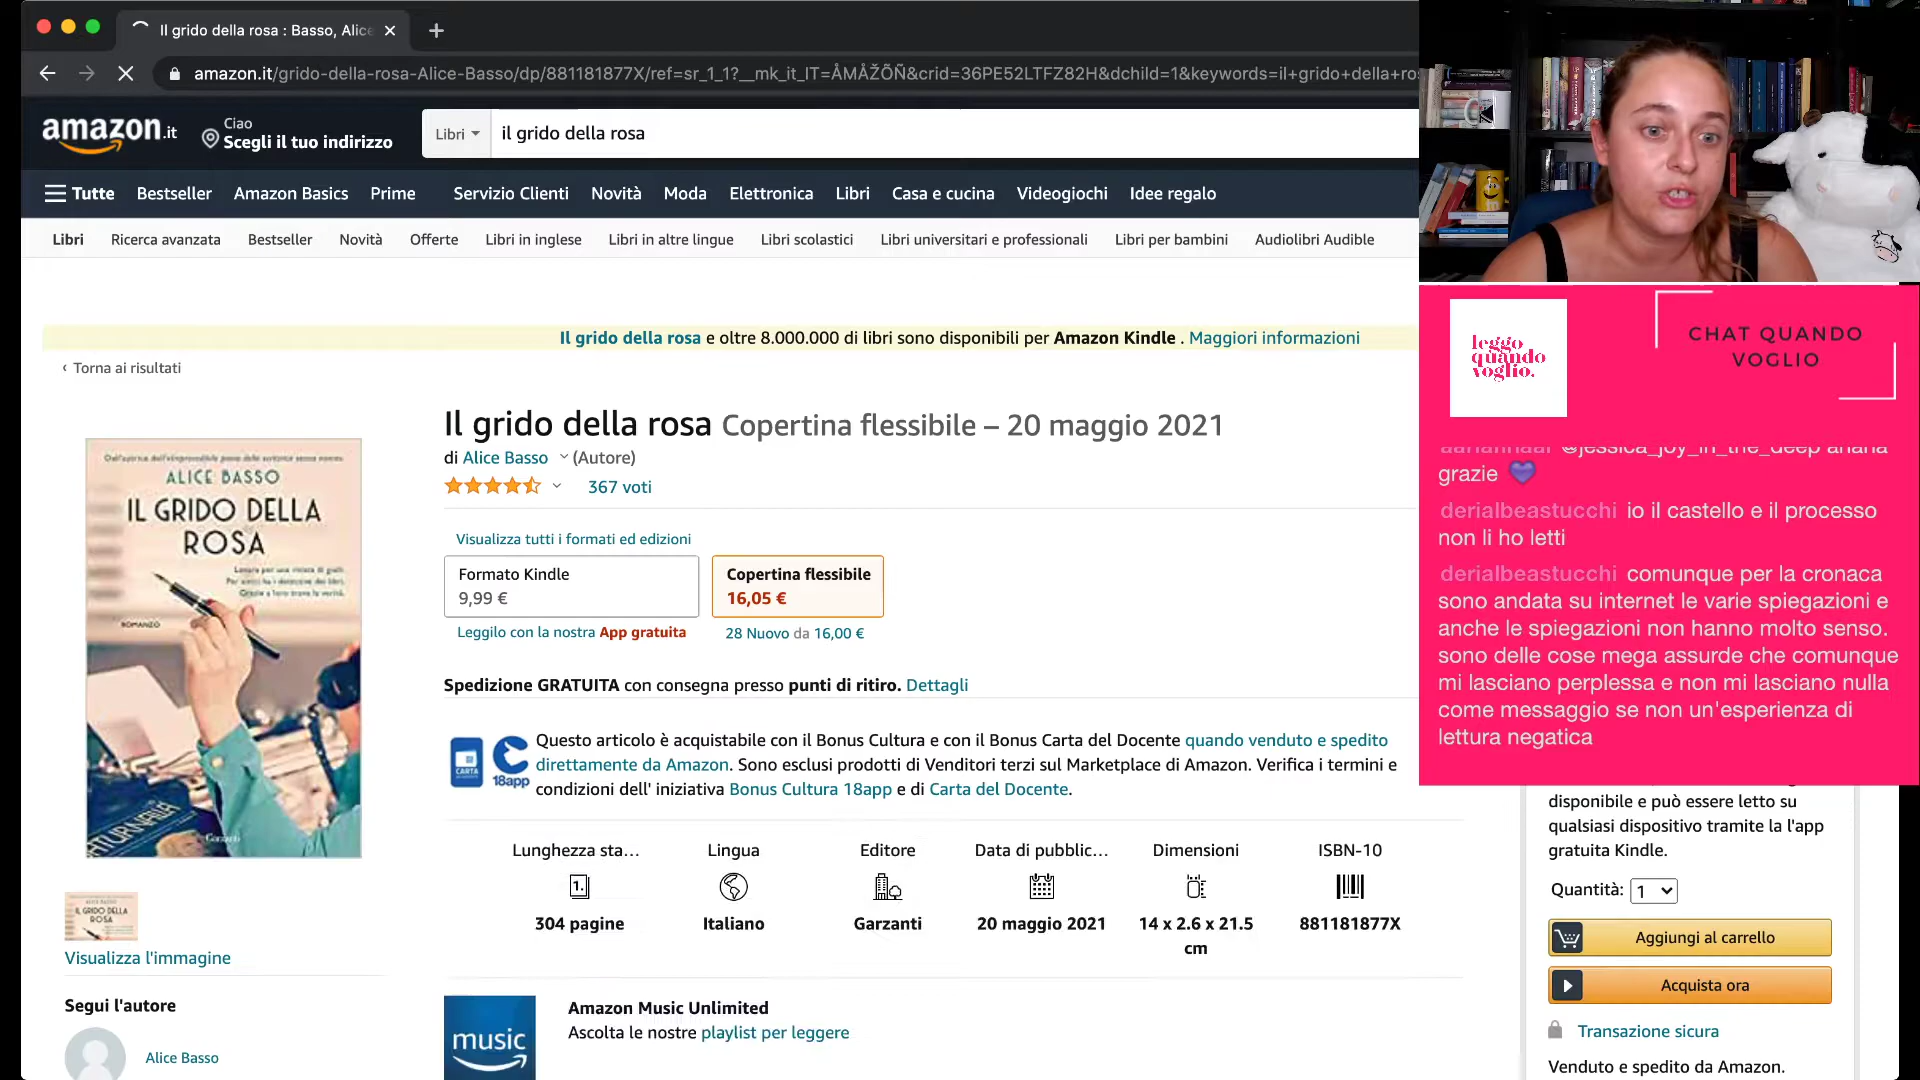 Il grido della rosa : Basso, Alice
amazon.it/grido-della-rosa-Alice-Basso/dp/881181877X/ref=sr_1_1?__mk_it_IT=ÅMÅŽÕÑ&crid=36PE52LTFZ82H&dchild=1&keywords=il+grido+della+ro
amazon.it
Ciao
Scegli il tuo indirizzo
Libri
il grido della rosa
Tutte Bestseller Amazon Basics Prime Servizio Clienti Novità Moda Elettronica Libri Casa e cucina Videogiochi Idee regalo
Libri Ricerca avanzata Bestseller Novità Offerte Libri in inglese Libri in altre lingue Libri scolastici Libri universitari e professionali Libri per bambini Audiolibri Audible
Il grido della rosa e oltre 8.000.000 di libri sono disponibili per Amazon Kindle . Maggiori informazioni
‹ Torna ai risultati
ALICE BASSO
IL GRIDO DELLA
ROSA
ROMANZO
Garzanti
Visualizza l'immagine
Segui l'autore
Alice Basso
Il grido della rosa Copertina flessibile – 20 maggio 2021
di Alice Basso (Autore)
367 voti
Visualizza tutti i formati ed edizioni
Formato Kindle
9,99 €
Leggilo con la nostra App gratuita
Copertina flessibile
16,05 €
28 Nuovo da 16,00 €
Spedizione GRATUITA con consegna presso punti di ritiro. Dettagli
CARTA
18app
Questo articolo è acquistabile con il Bonus Cultura e con il Bonus Carta del Docente quando venduto e spedito
direttamente da Amazon. Sono esclusi prodotti di Venditori terzi sul Marketplace di Amazon. Verifica i termini e
condizioni dell' iniziativa Bonus Cultura 18app e di Carta del Docente.
Lunghezza sta…
304 pagine
Lingua
Italiano
Editore
Garzanti
Data di pubblic…
20 maggio 2021
Dimensioni
14 x 2.6 x 21.5
cm
ISBN-10
881181877X
music
Amazon Music Unlimited
Ascolta le nostre playlist per leggere
leggo
quando
voglio.
CHAT QUANDO
VOGLIO
@jessica_joy_in_the_deep
grazie 💜
derialbeastucchi io il castello e il processo
non li ho letti
derialbeastucchi comunque per la cronaca
sono andata su internet le varie spiegazioni e
anche le spiegazioni non hanno molto senso.
sono delle cose mega assurde che comunque
mi lasciano perplessa e non mi lasciano nulla
come messaggio se non un'esperienza di
lettura negatica
disponibile e può essere letto su
qualsiasi dispositivo tramite la l'app
gratuita Kindle.
Quantità: 1
Aggiungi al carrello
Acquista ora
Transazione sicura
Venduto e spedito da Amazon.